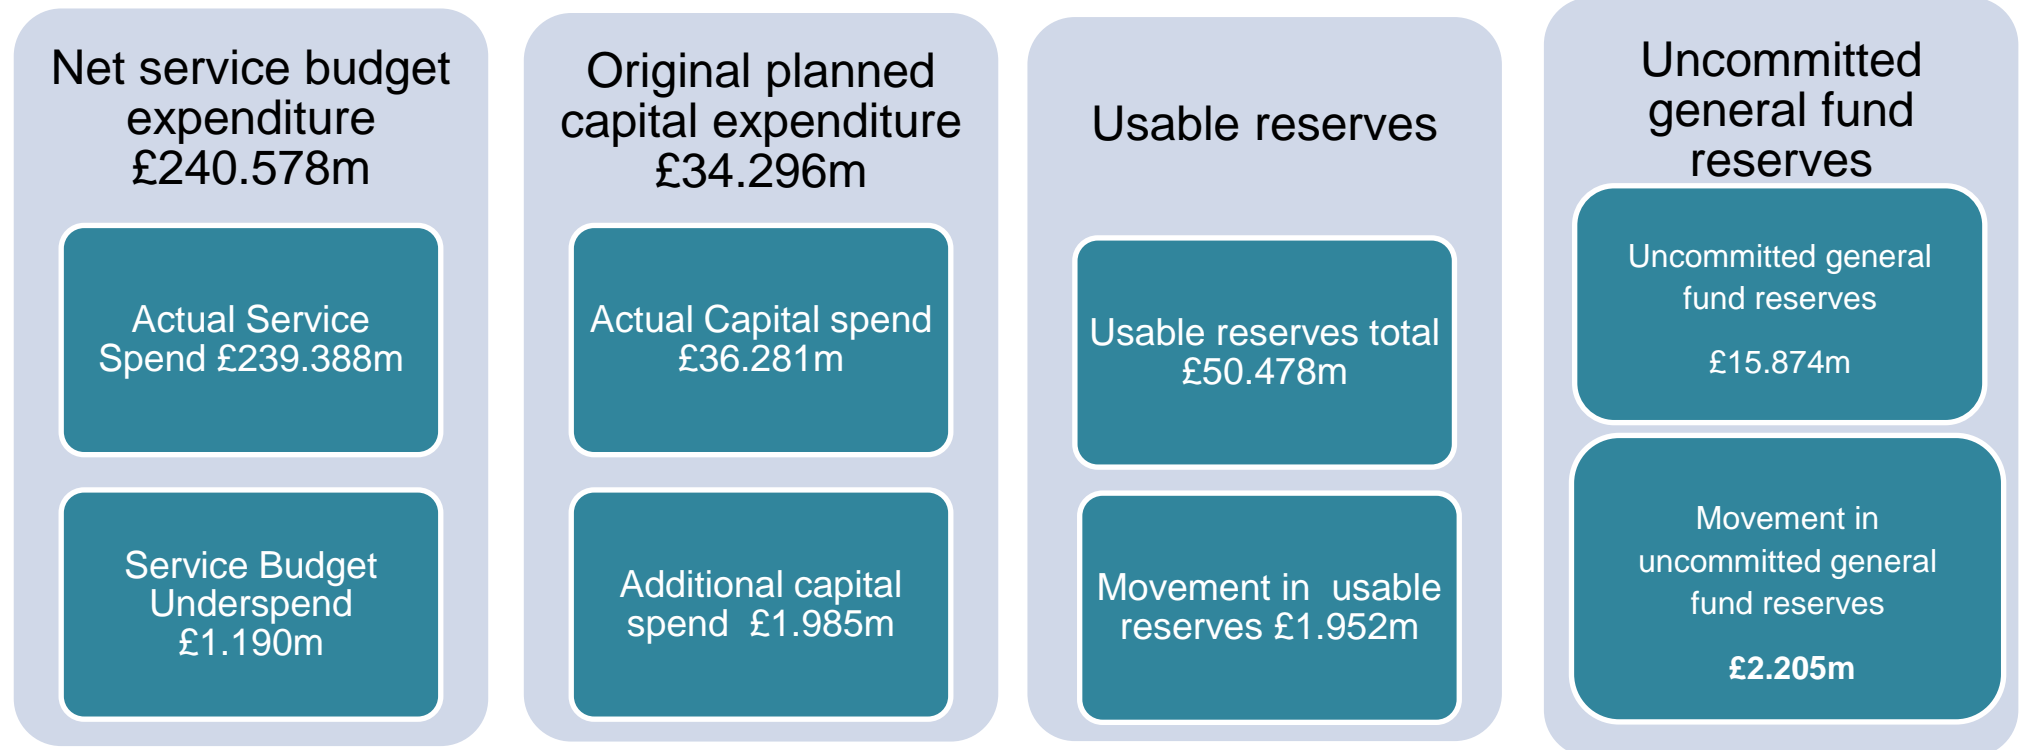 Net service budget
expenditure
£240.578m
Actual Service
Spend £239.388m
Service Budget
Underspend
£1.190m
Original planned
capital expenditure
£34.296m
Actual Capital spend
£36.281m
Additional capital
spend  £1.985m
Usable reserves
Usable reserves total
£50.478m
Movement in  usable
reserves £1.952m
Uncommitted
general fund
reserves
Uncommitted general
fund reserves
£15.874m
Movement in
uncommitted general
fund reserves
£2.205m